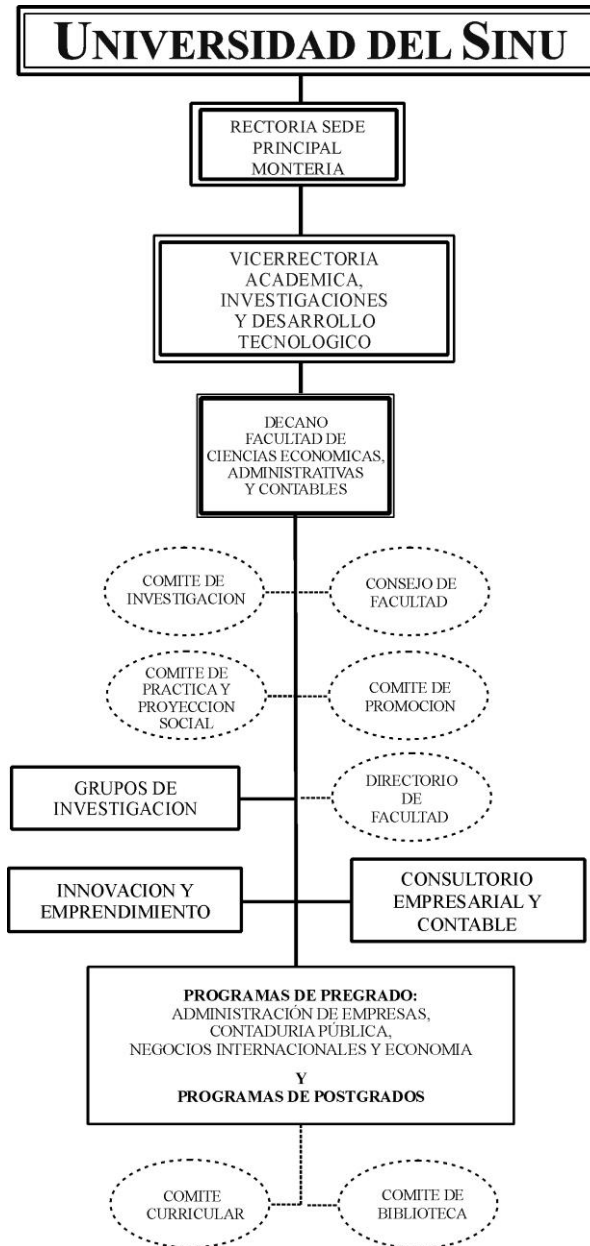 UNIVERSIDAD DEL SINU
RECTORIA SEDE
PRINCIPAL
MONTERIA
VICERRECTORIA
ACADEMICA,
INVESTIGACIONES
Y DESARROLLO
TECNOLOGICO
DECANO
FACULTAD DE
CIENCIAS ECONOMICAS,
ADMINISTRATIVAS
Y CONTABLES
COMITE DE
INVESTIGACION
CONSEJO DE
FACULTAD
COMITE DE
PRACTICA Y
PROYECCION
SOCIAL
COMITE DE
PROMOCION
GRUPOS DE
INVESTIGACION
DIRECTORIO
DE
FACULTAD
INNOVACION Y
EMPRENDIMIENTO
CONSULTORIO
EMPRESARIAL Y
CONTABLE
PROGRAMAS DE PREGRADO:
ADMINISTRACIÓN DE EMPRESAS,
CONTADURIA PÚBLICA,
NEGOCIOS INTERNACIONALES Y ECONOMIA
Y
PROGRAMAS DE POSTGRADOS
COMITE
CURRICULAR
COMITE DE
BIBLIOTECA